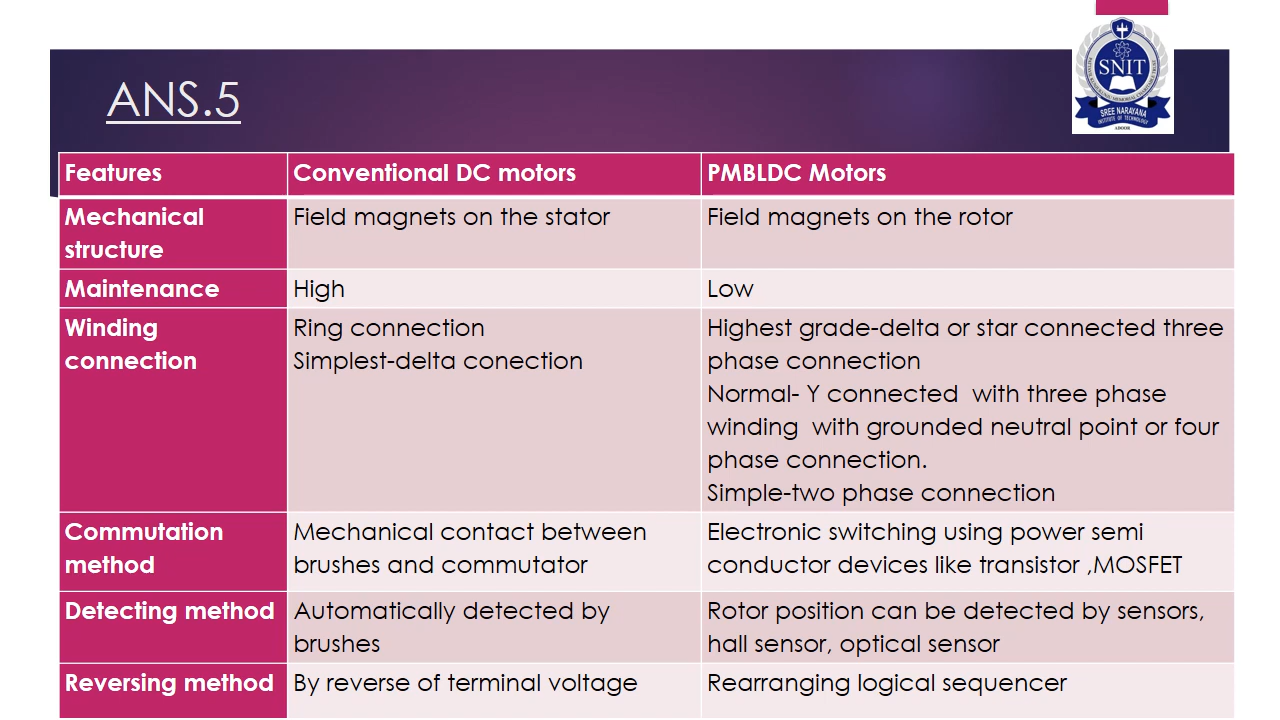 ANS.5
SNIT
SREE NARAYANA
INSTITUTE OF TECHNOLOGY
ADOOR
Features Conventional DC motors PMBLDC Motors
Mechanical structure Field magnets on the stator Field magnets on the rotor
Maintenance High Low
Winding
connection
Ring connection
Simplest-delta conection
Highest grade-delta or star connected three
phase connection
Normal- Y connected  with three phase
winding  with grounded neutral point or four
phase connection.
Simple-two phase connection
Commutation
method
Mechanical contact between
brushes and commutator
Electronic switching using power semi
conductor devices like transistor ,MOSFET
Detecting method
Automatically detected by
brushes
Rotor position can be detected by sensors,
hall sensor, optical sensor
Reversing method By reverse of terminal voltage Rearranging logical sequencer